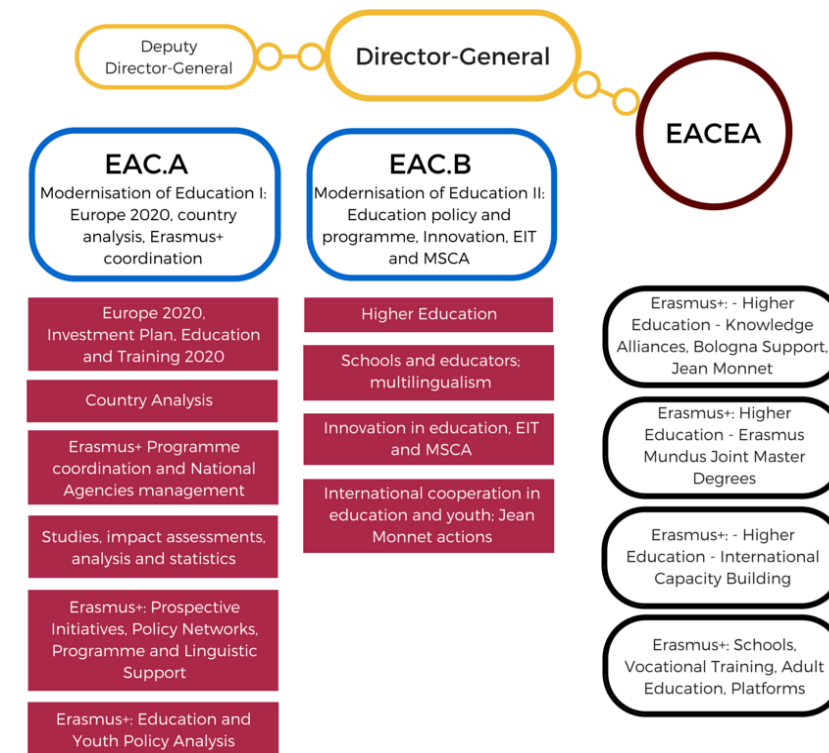 Deputy
Director-General
Director-General
EACEA
EAC.A
Modernisation of Education I:
Europe 2020, country
analysis, Erasmus+
coordination
EAC.B
Modernisation of Education II:
Education policy and
programme, Innovation, EIT
and MSCA
Europe 2020,
Investment Plan, Education
and Training 2020
Country Analysis
Erasmus+ Programme
coordination and National
Agencies management
Studies, impact assessments,
analysis and statistics
Erasmus+: Prospective
Initiatives, Policy Networks,
Programme and Linguistic
Support
Erasmus+: Education and
Youth Policy Analysis
Higher Education
Schools and educators;
multilingualism
Innovation in education, EIT
and MSCA
International cooperation in
education and youth; Jean
Monnet actions
Erasmus+: - Higher
Education - Knowledge
Alliances, Bologna Support,
Jean Monnet
Erasmus+: Higher
Education - Erasmus
Mundus Joint Master
Degrees
Erasmus+: - Higher
Education - International
Capacity Building
Erasmus+: Schools,
Vocational Training, Adult
Education, Platforms